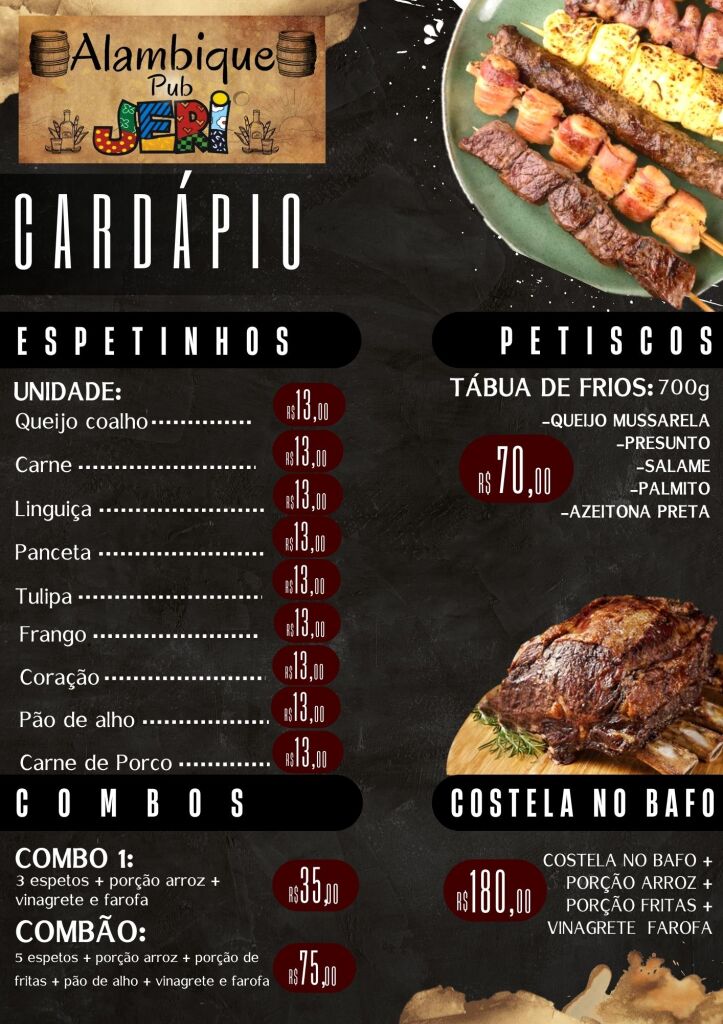 Alambique
Pub
JERI
CARDÁPIO
ESPETINHOS
UNIDADE:
Queijo coalho R$13,00
Carne R$13,00
Linguiça R$13,00
Panceta R$13,00
Tulipa R$13,00
Frango R$13,00
Coração R$13,00
Pão de alho R$13,00
Carne de Porco R$13,00
PETISCOS
TÁBUA DE FRIOS: 700g
-QUEIJO MUSSARELA
-PRESUNTO
-SALAME
-PALMITO
-AZEITONA PRETA
R$ 70,00
COMBOS
COMBO 1:
3 espetos + porção arroz +
vinagrete e farofa
R$35,00
COMBÃO:
5 espetos + porção arroz + porção de
fritas + pão de alho + vinagrete e farofa
R$75,00
COSTELA NO BAFO
R$180,00
COSTELA NO BAFO +
PORÇÃO ARROZ +
PORÇÃO FRITAS +
VINAGRETE FAROFA